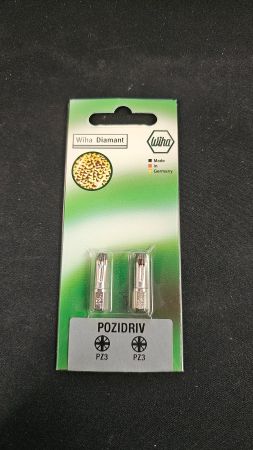 Wiha Diamant
Wiha
Made
in
Germany
POZIDRIV
PZ3 PZ3